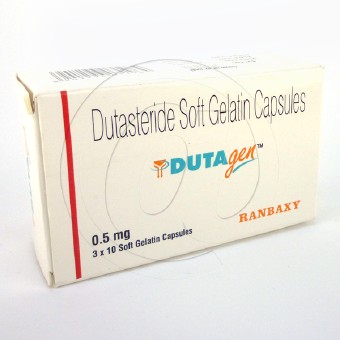 Dutasteride Soft Gelatin Capsules
DUTAgen™
0.5 mg
3 x 10 Soft Gelatin Capsules
RANBAXY